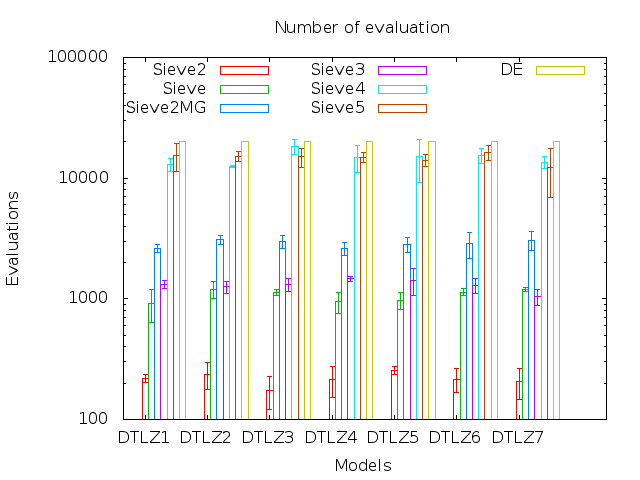 Number of evaluation
100000
10000
1000
100
Evaluations
Sieve2 Sieve3 DE
Sieve Sieve4
Sieve2MG Sieve5
DTLZ1 DTLZ2 DTLZ3 DTLZ4 DTLZ5 DTLZ6 DTLZ7
Models